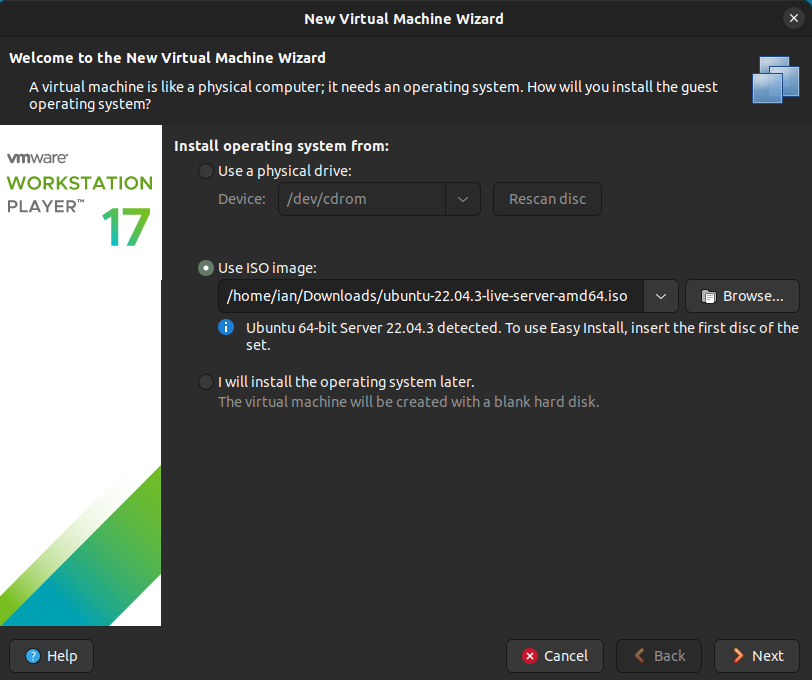 New Virtual Machine Wizard
Welcome to the New Virtual Machine Wizard
A virtual machine is like a physical computer; it needs an operating system. How will you install the guest
operating system?
vmware®
WORKSTATION
PLAYER™
17
Install operating system from:
Use a physical drive:
Device: /dev/cdrom Rescan disc
Use ISO image:
/home/ian/Downloads/ubuntu-22.04.3-live-server-amd64.iso Browse...
Ubuntu 64-bit Server 22.04.3 detected. To use Easy Install, insert the first disc of the
set.
I will install the operating system later.
The virtual machine will be created with a blank hard disk.
Help Cancel Back Next